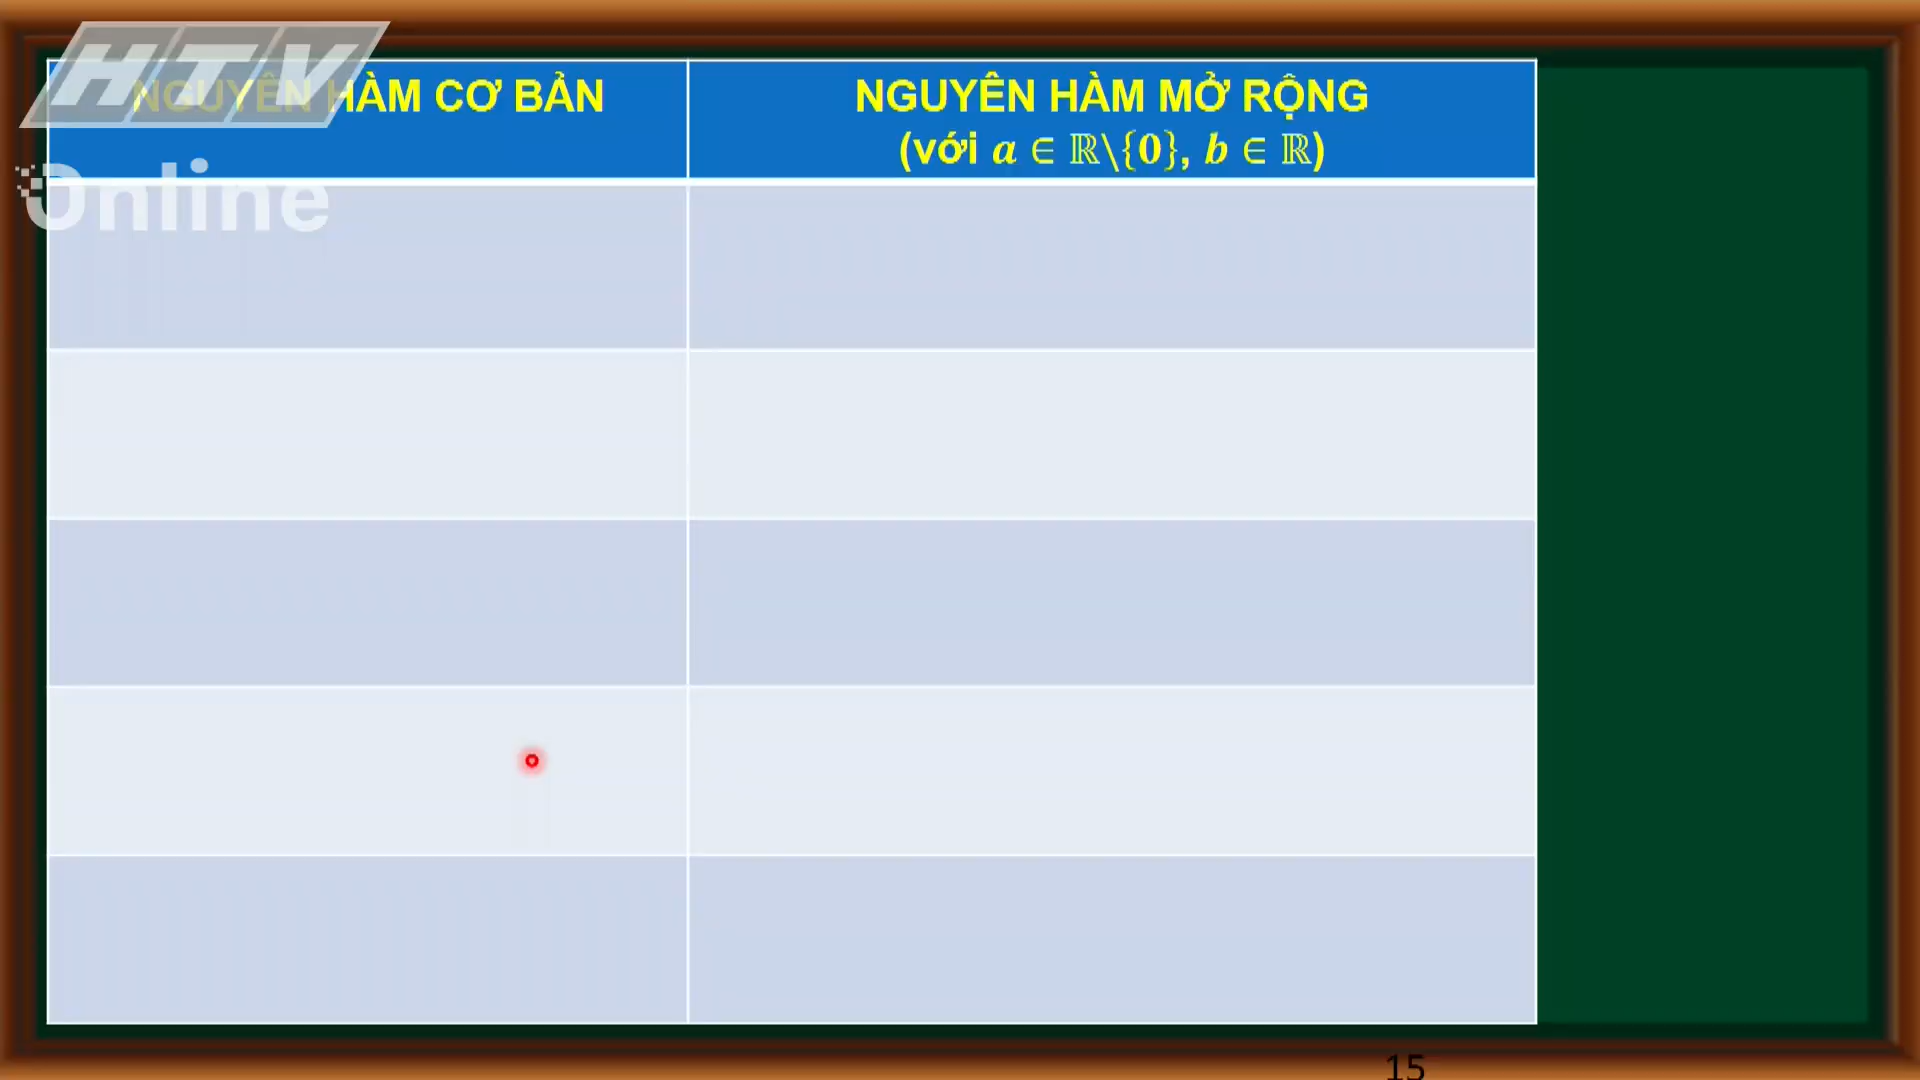 HTV
Online
NGUYÊN HÀM CƠ BẢN
NGUYÊN HÀM MỞ RỘNG
(với a ∈ ℝ\{0}, b ∈ ℝ)
15